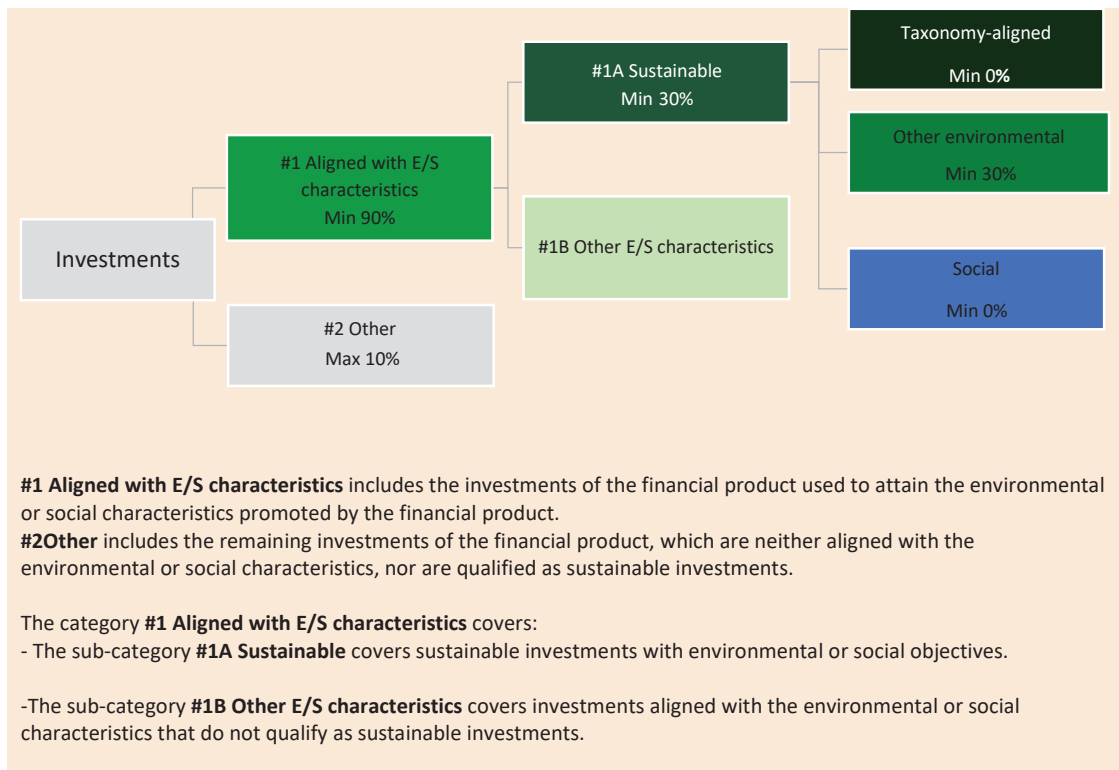 Taxonomy-aligned
Min 0%
#1A Sustainable
Min 30%
Other environmental
Min 30%
#1 Aligned with E/S
characteristics
Min 90%
#1B Other E/S characteristics
Investments
Social
Min 0%
#2 Other
Max 10%
#1 Aligned with E/S characteristics includes the investments of the financial product used to attain the environmental
or social characteristics promoted by the financial product.
#2Other includes the remaining investments of the financial product, which are neither aligned with the
environmental or social characteristics, nor are qualified as sustainable investments.
The category #1 Aligned with E/S characteristics covers:
- The sub-category #1A Sustainable covers sustainable investments with environmental or social objectives.
-The sub-category #1B Other E/S characteristics covers investments aligned with the environmental or social
characteristics that do not qualify as sustainable investments.